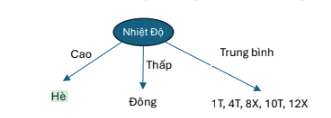 Nhiệt Độ
Cao
Thấp
Trung bình
Hè
Đông
1T, 4T, 8X, 10T, 12X